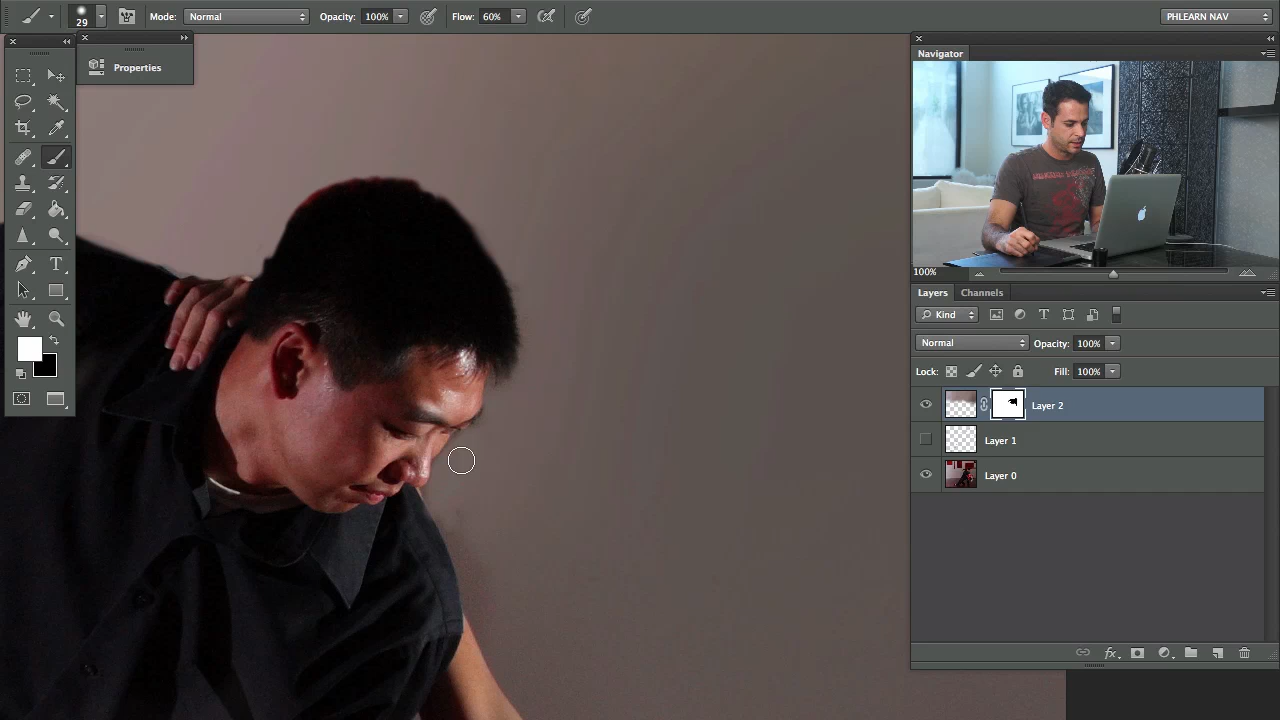 29
Mode: Normal
Opacity: 100%
Flow: 60%
PHLEARN NAV
Properties
Navigator
100%
Layers
Channels
Kind
Normal
Opacity: 100%
Lock:
Fill: 100%
Layer 2
Layer 1
Layer 0